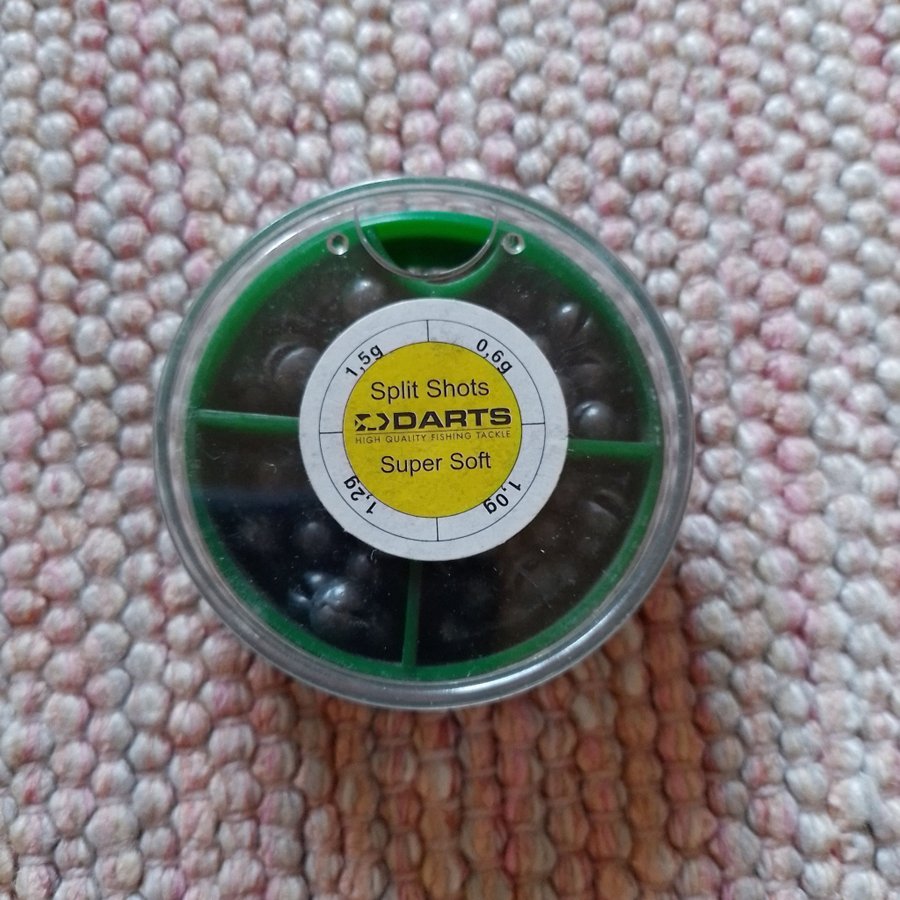 1,5g
0,6g
Split Shots
DARTS
HIGH QUALITY FISHING TACKLE
Super Soft
1,2g
1,0g